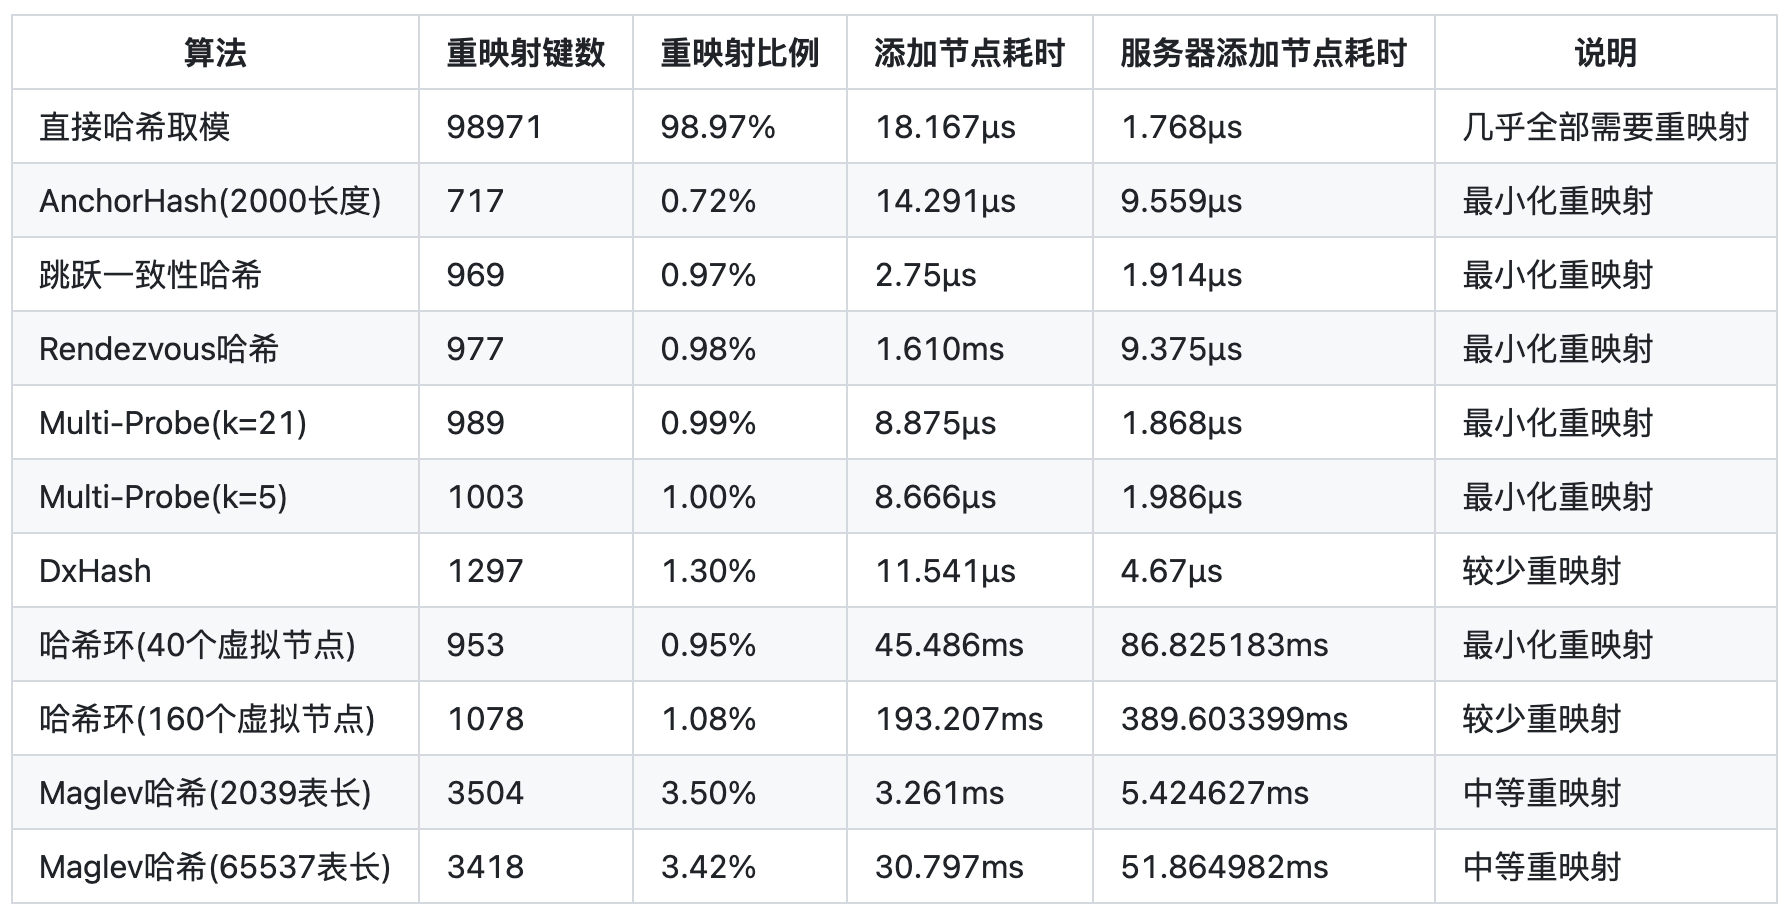 算法 重映射键数 重映射比例 添加节点耗时 服务器添加节点耗时 说明
直接哈希取模 98971 98.97% 18.167µs 1.768µs 几乎全部需要重映射
AnchorHash(2000长度) 717 0.72% 14.291µs 9.559µs 最小化重映射
跳跃一致性哈希 969 0.97% 2.75µs 1.914µs 最小化重映射
Rendezvous哈希 977 0.98% 1.610ms 9.375µs 最小化重映射
Multi-Probe(k=21) 989 0.99% 8.875µs 1.868µs 最小化重映射
Multi-Probe(k=5) 1003 1.00% 8.666µs 1.986µs 最小化重映射
DxHash 1297 1.30% 11.541µs 4.67µs 较少重映射
哈希环(40个虚拟节点) 953 0.95% 45.486ms 86.825183ms 最小化重映射
哈希环(160个虚拟节点) 1078 1.08% 193.207ms 389.603399ms 较少重映射
Maglev哈希(2039表长) 3504 3.50% 3.261ms 5.424627ms 中等重映射
Maglev哈希(65537表长) 3418 3.42% 30.797ms 51.864982ms 中等重映射